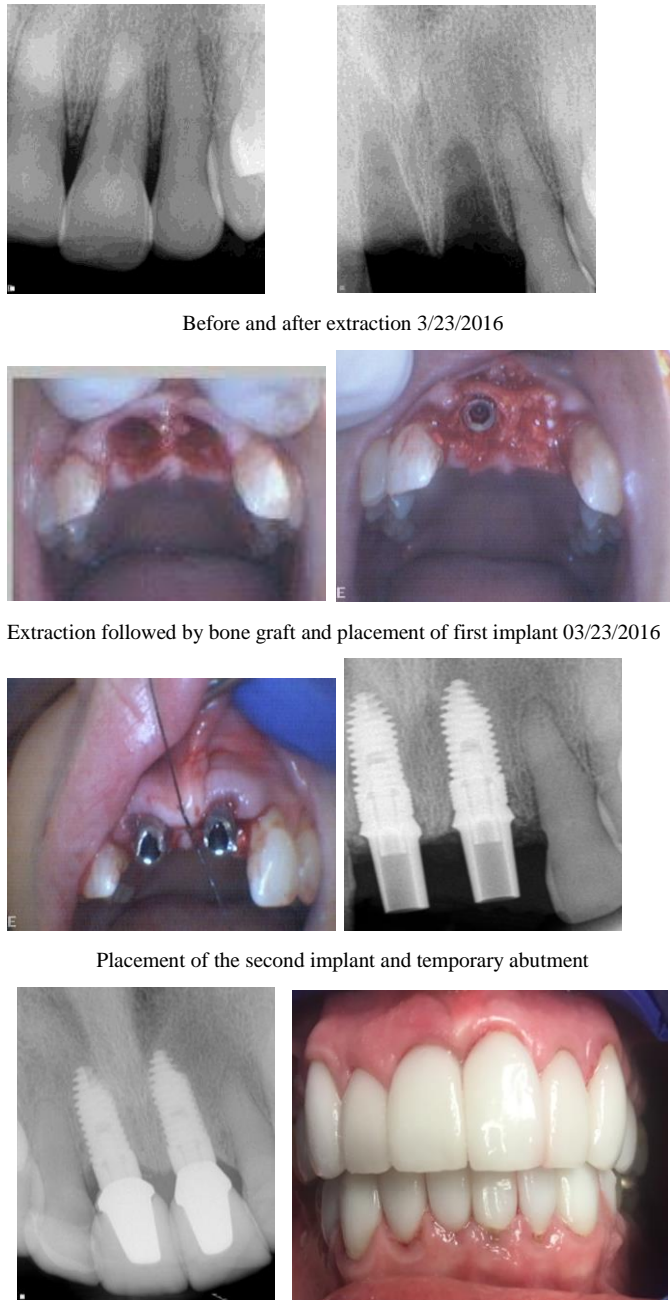 Before and after extraction 3/23/2016
E
Extraction followed by bone graft and placement of first implant 03/23/2016
E
Placement of the second implant and temporary abutment